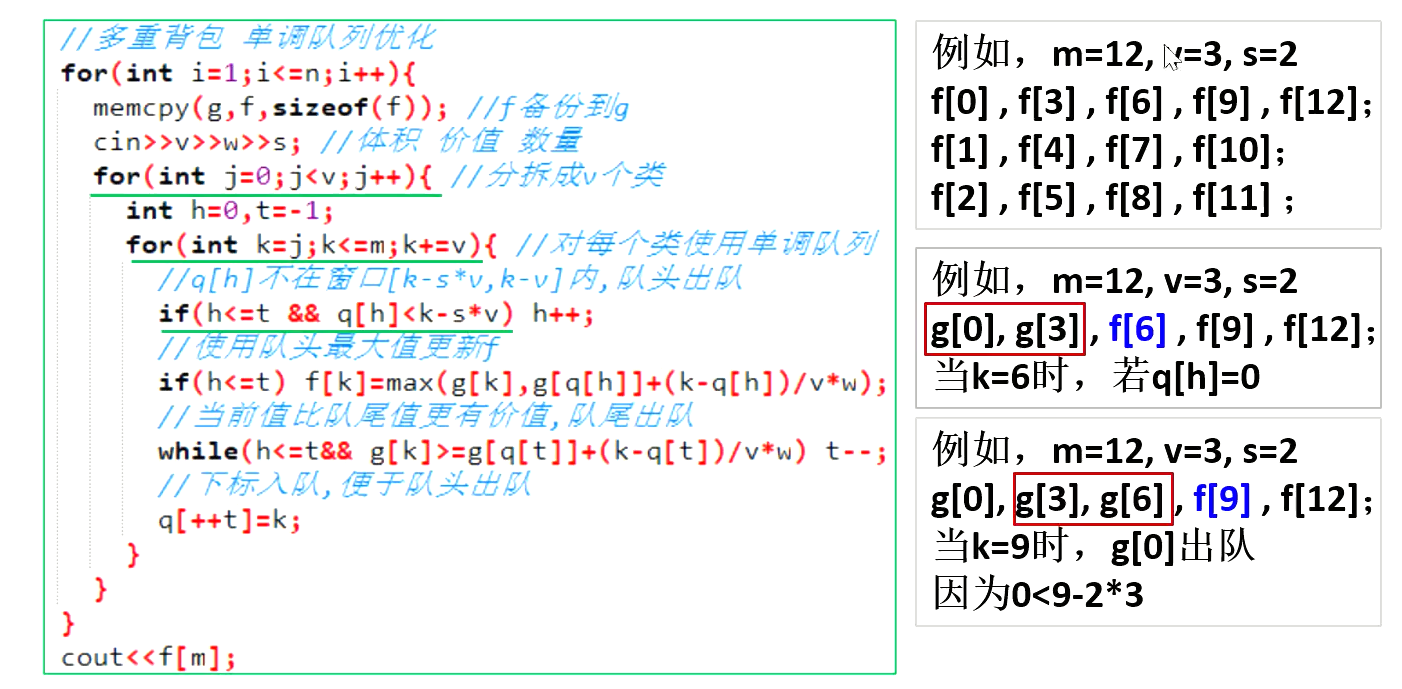 //多重背包 单调队列优化
for(int i=1;i<=n;i++){
memcpy(g,f,sizeof(f)); //f备份到g
cin>>v>>w>>s; //体积 价值 数量
for(int j=0;j<v;j++){ //分拆成v个类
int h=0,t=-1;
for(int k=j;k<=m;k+=v){ //对每个类使用单调队列
//q[h]不在窗口[k-s*v,k-v]内,队头出队
if(h<=t && q[h]<k-s*v) h++;
//使用队头最大值更新f
if(h<=t) f[k]=max(g[k],g[q[h]]+(k-q[h])/v*w);
//当前值比队尾值更有价值,队尾出队
while(h<=t&& g[k]>=g[q[t]]+(k-q[t])/v*w) t--;
//下标入队,便于队头出队
q[++t]=k;
}
}
}
cout<<f[m];
例如，m=12, v=3, s=2
f[0] , f[3] , f[6] , f[9] , f[12]；
f[1] , f[4] , f[7] , f[10]；
f[2] , f[5] , f[8] , f[11] ；
例如，m=12, v=3, s=2
g[0], g[3] , f[6] , f[9] , f[12]；
当k=6时，若q[h]=0
例如，m=12, v=3, s=2
g[0], g[3], g[6] , f[9] , f[12]；
当k=9时，g[0]出队
因为0<9-2*3